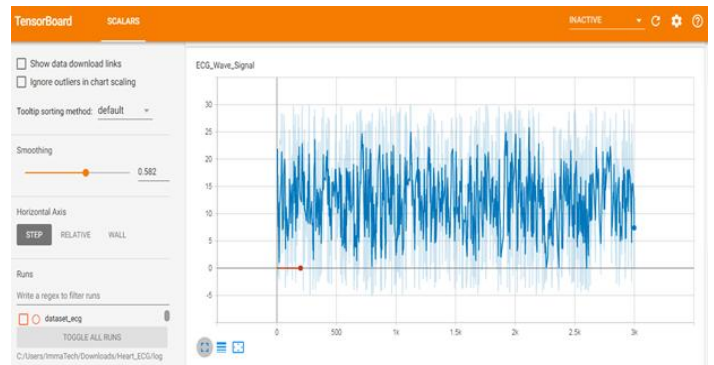 TensorBoard SCALARS INACTIVE
Show data download links
Ignore outliers in chart scaling
Tooltip sorting method: default
Smoothing
0.582
Horizontal Axis
STEP RELATIVE WALL
Runs
Write a regex to filter runs
dataset_ecg
TOGGLE ALL RUNS
C:/Users/ImmaTech/Downloads/Heart_ECG/log
ECG_Wave_Signal
30
25
20
15
10
5
0
-5
0 500 1k 1.5k 2k 2.5k 3k